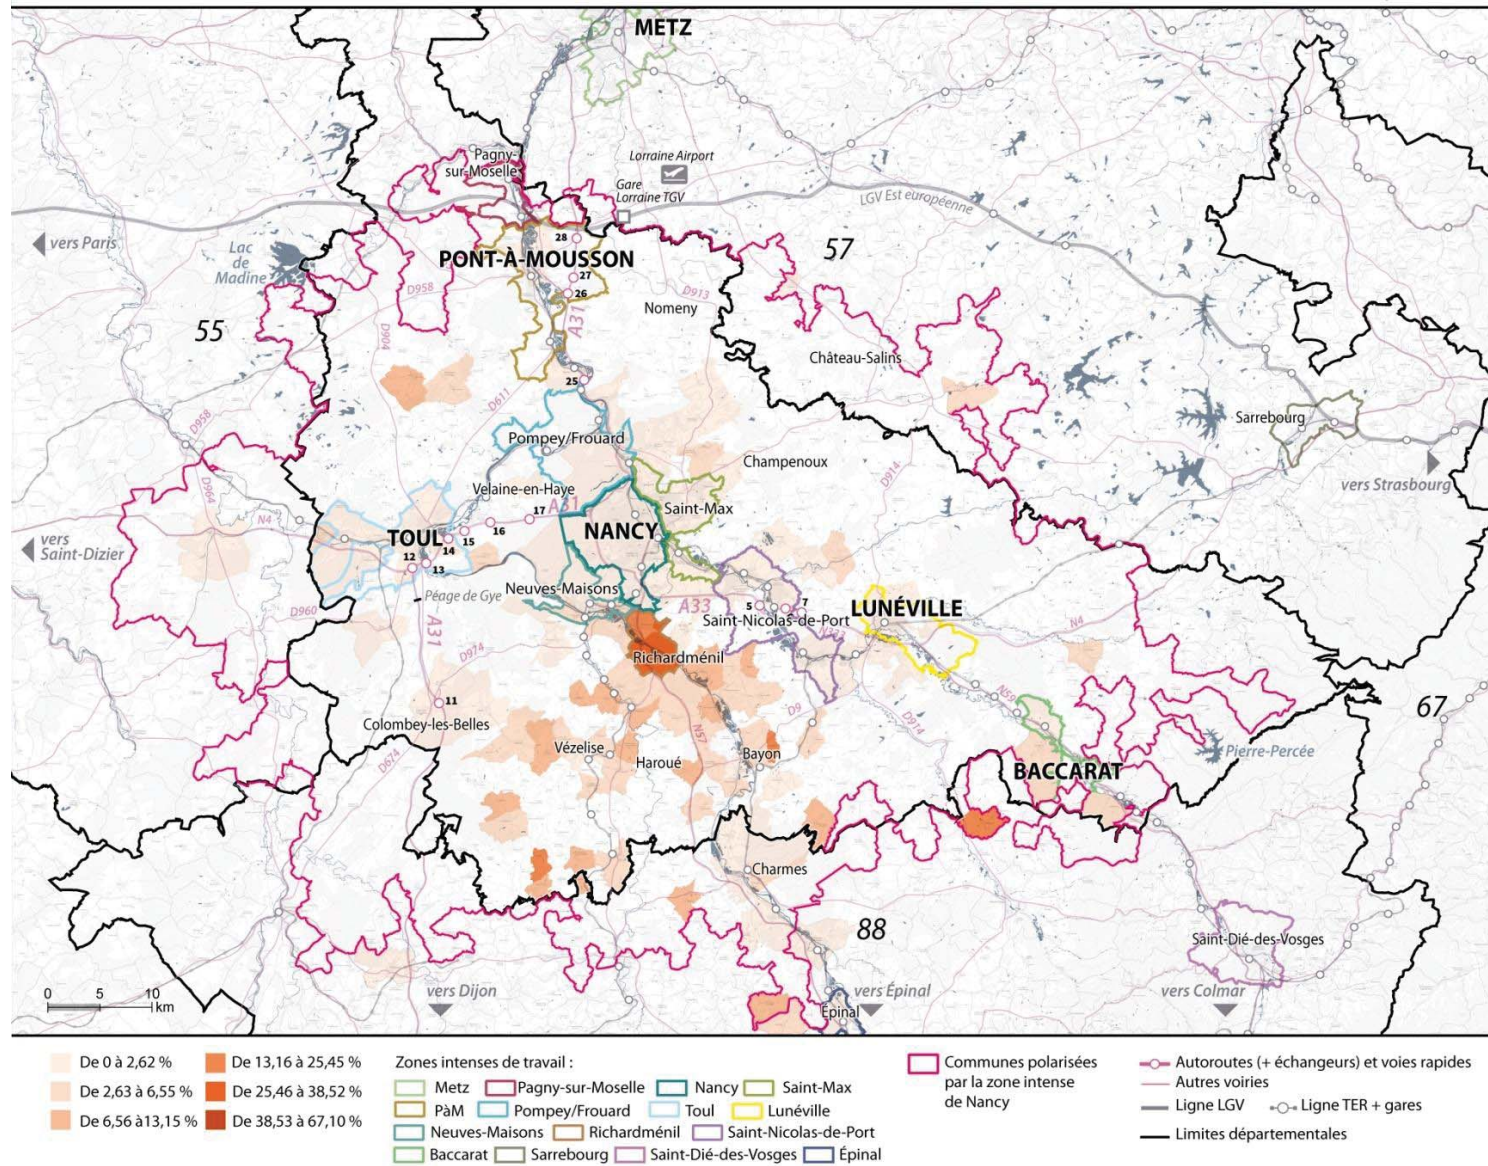 METZ
Pagny-
sur-Moselle
Lorraine Airport
Gare
Lorraine TGV
LGV Est européenne
vers Paris
Lac
de
Madine
57
28
PONT-À-MOUSSON
27
26
D958
D913
Nomeny
A31
55
D904
Château-Salins
25
D611
D958
Sarrebourg
Pompey/Frouard
Champenoux
D914
vers Strasbourg
D964
Velaine-en-Haye
A31
17
Saint-Max
N4
TOUL
16
15
14
NANCY
vers
Saint-Dizier
12
13
Péage de Gye
Neuves-Maisons
A33
5
7
LUNÉVILLE
D960
Saint-Nicolas-de-Port
N333
N4
A31
D974
Richardménil
11
N59
67
Colombey-les-Belles
D9
D914
N57
D674
Vézelise
Haroué
Bayon
Pierre-Percée
BACCARAT
Charmes
88
Saint-Dié-des-Vosges
0 5 10
km
vers Dijon
vers Épinal
vers Colmar
Épinal
De 0 à 2,62 %
De 2,63 à 6,55 %
De 6,56 à13,15 %
De 13,16 à 25,45 %
De 25,46 à 38,52 %
De 38,53 à 67,10 %
Zones intenses de travail :
Metz Pagny-sur-Moselle Nancy Saint-Max
PàM Pompey/Frouard Toul Lunéville
Neuves-Maisons Richardménil Saint-Nicolas-de-Port
Baccarat Sarrebourg Saint-Dié-des-Vosges Épinal
Communes polarisées
par la zone intense
de Nancy
Autoroutes (+ échangeurs) et voies rapides
Autres voiries
Ligne LGV Ligne TER + gares
Limites départementales